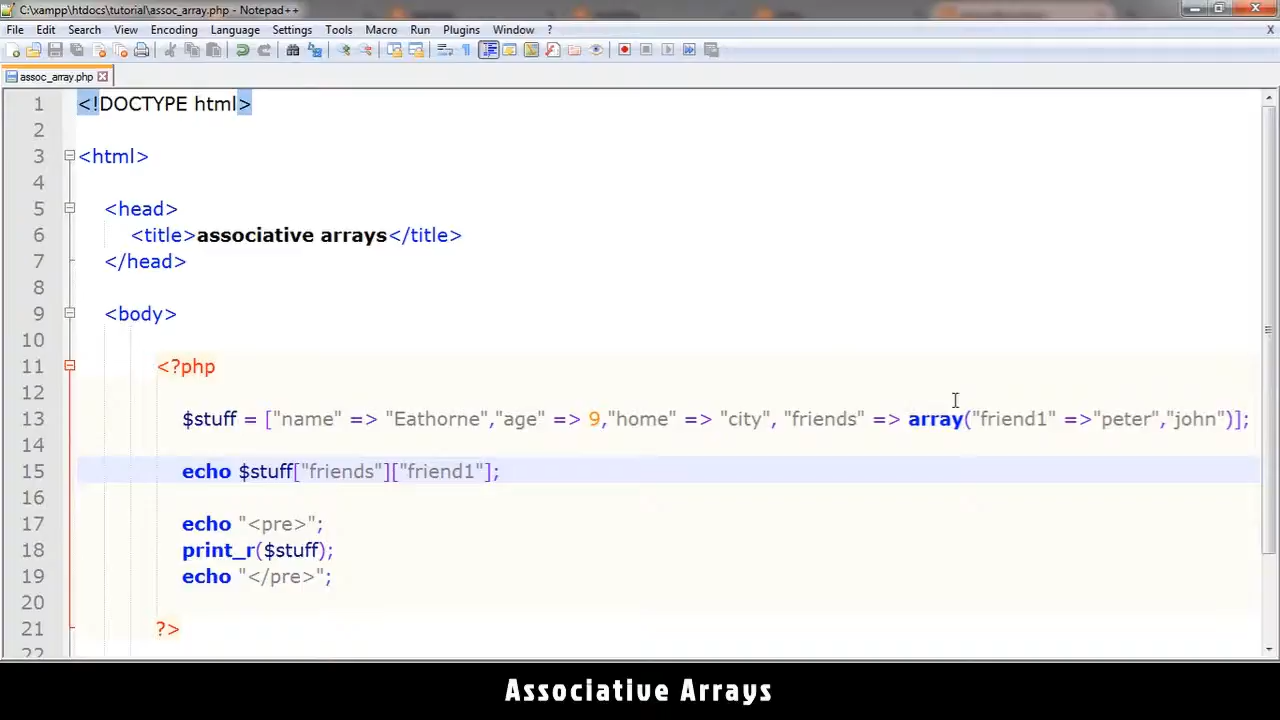 C:\xampp\htdocs\tutorial\assoc_array.php - Notepad++
File Edit Search View Encoding Language Settings Tools Macro Run Plugins Window ? X
assoc_array.php
1 <!DOCTYPE html>
2
3 <html>
4
5 <head>
6 <title>associative arrays</title>
7 </head>
8
9 <body>
10
11 <?php
12
13 $stuff = ["name" => "Eathorne","age" => 9,"home" => "city", "friends" => array("friend1" =>"peter","john")];
14
15 echo $stuff["friends"]["friend1"];
16
17 echo "<pre>";
18 print_r($stuff);
19 echo "</pre>";
20
21 ?>
22
Associative Arrays